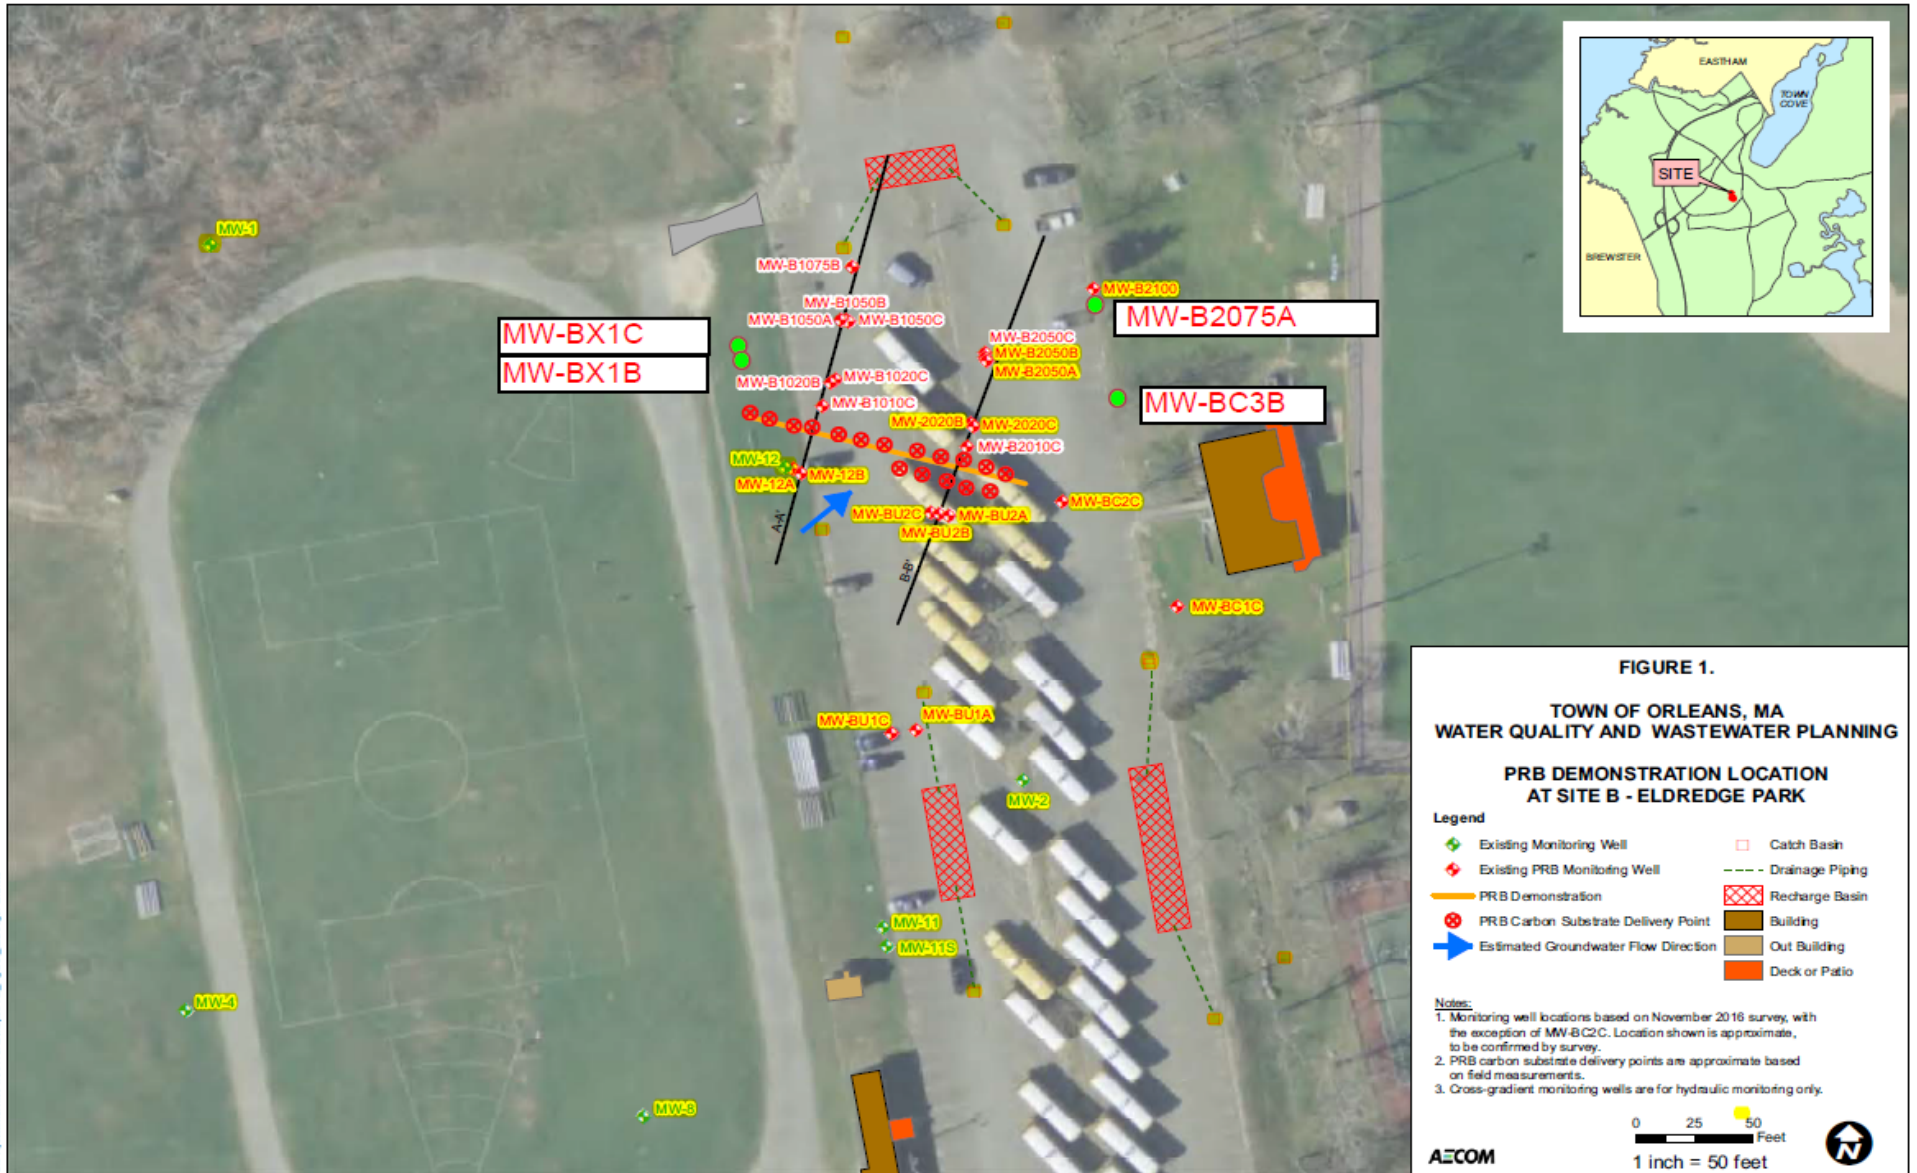 EASTHAM
TOWN
COVE
SITE
BREWSTER
MW-1
MW-B1075B
MW-B1050B
MW-B1050A
MW-B1050C
MW-BX1C
MW-BX1B
MW-B1020B
MW-B1020C
MW-B1010C
MW-B2100
MW-B2075A
MW-B2050C
MW-B2050B
MW-B2050A
MW-BC3B
MW-2020B
MW-2020C
MW-B2010C
MW-12
MW-12A
MW-12B
MW-BC2C
MW-BU2C
MW-BU2A
MW-BU2B
A-A'
B-B'
MW-BC1C
MW-BU1C
MW-BU1A
MW-2
MW-11
MW-11S
MW-4
MW-8
FIGURE 1.
TOWN OF ORLEANS, MA
WATER QUALITY AND WASTEWATER PLANNING
PRB DEMONSTRATION LOCATION
AT SITE B - ELDREDGE PARK
Legend
Existing Monitoring Well
Existing PRB Monitoring Well
PRB Demonstration
PRB Carbon Substrate Delivery Point
Estimated Groundwater Flow Direction
Catch Basin
Drainage Piping
Recharge Basin
Building
Out Building
Deck or Patio
Notes:
1. Monitoring well locations based on November 2016 survey, with
the exception of MW-BC2C. Location shown is approximate,
to be confirmed by survey.
2. PRB carbon substrate delivery points are approximate based
on field measurements.
3. Cross-gradient monitoring wells are for hydraulic monitoring only.
0 25 50
Feet
1 inch = 50 feet
AECOM
N